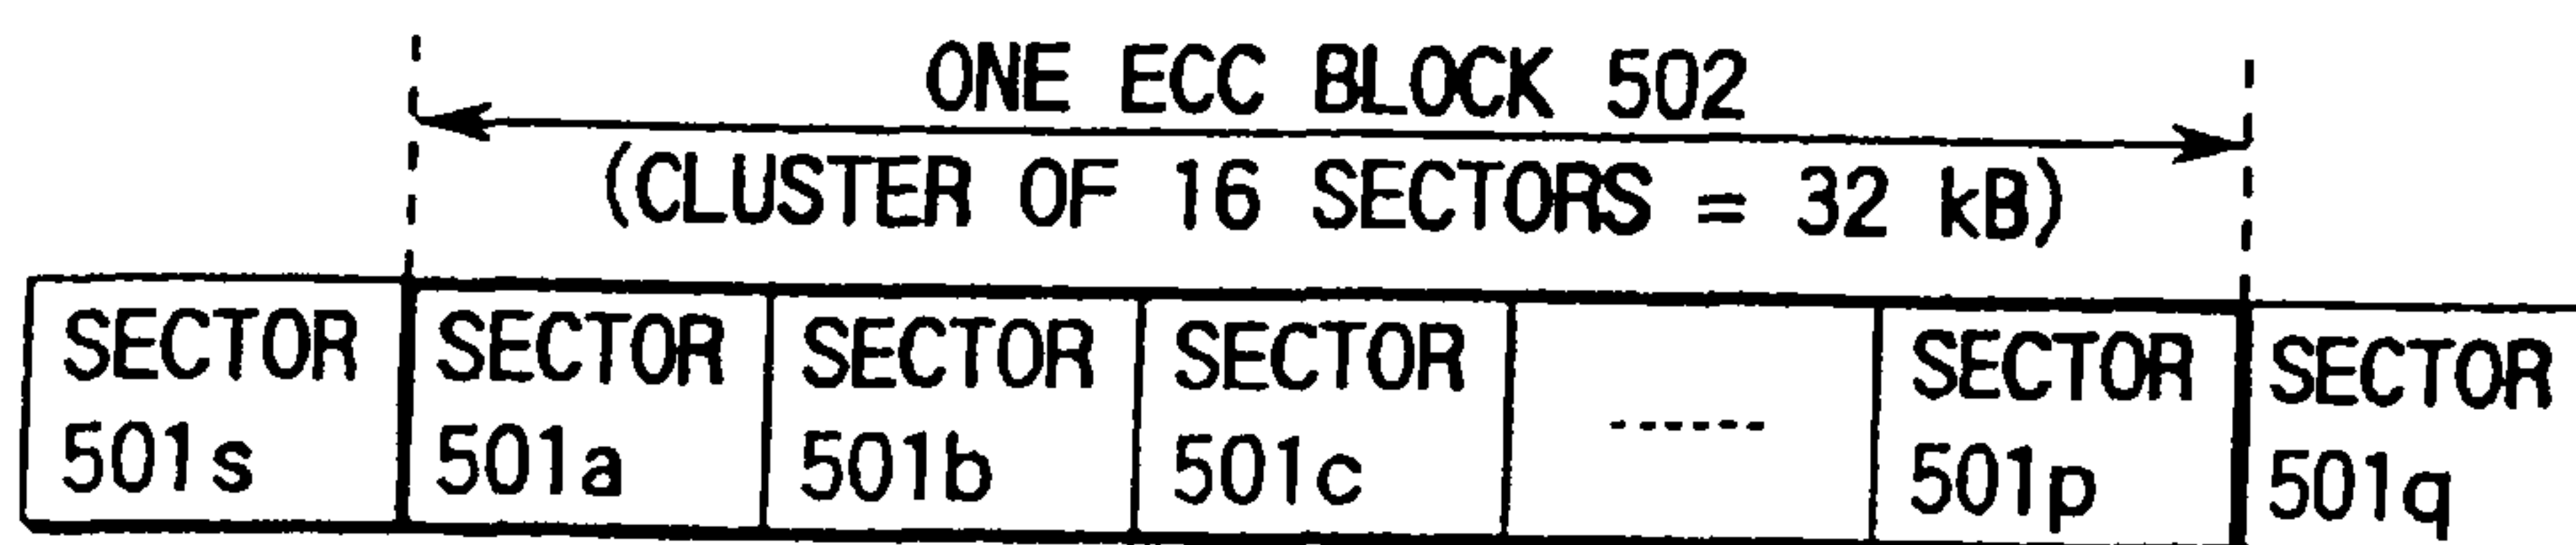 ONE ECC BLOCK 502
(CLUSTER OF 16 SECTORS = 32 kB)
SECTOR SECTOR SECTOR SECTOR SECTOR SECTOR
501s 501a 501b 501c ------ 501p 501q